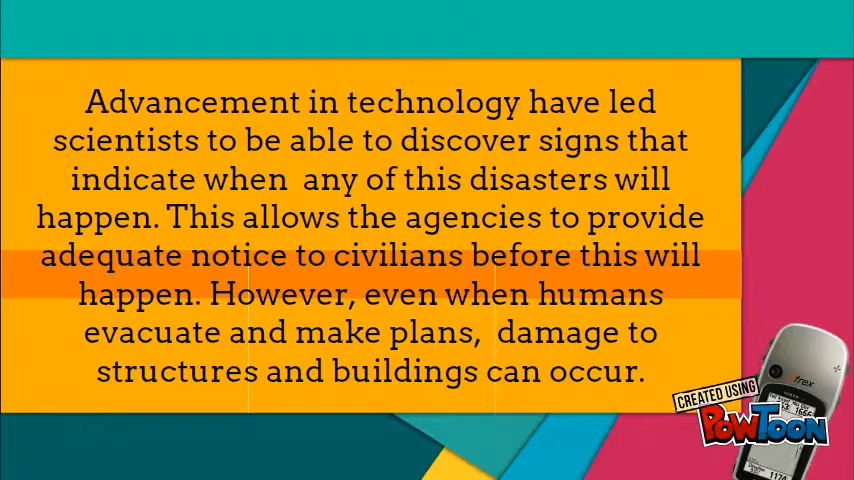 Advancement in technology have led
scientists to be able to discover signs that
indicate when any of this disasters will
happen. This allows the agencies to provide
adequate notice to civilians before this will
happen. However, even when humans
evacuate and make plans, damage to
structures and buildings can occur.
CREATED USING
POWTOON